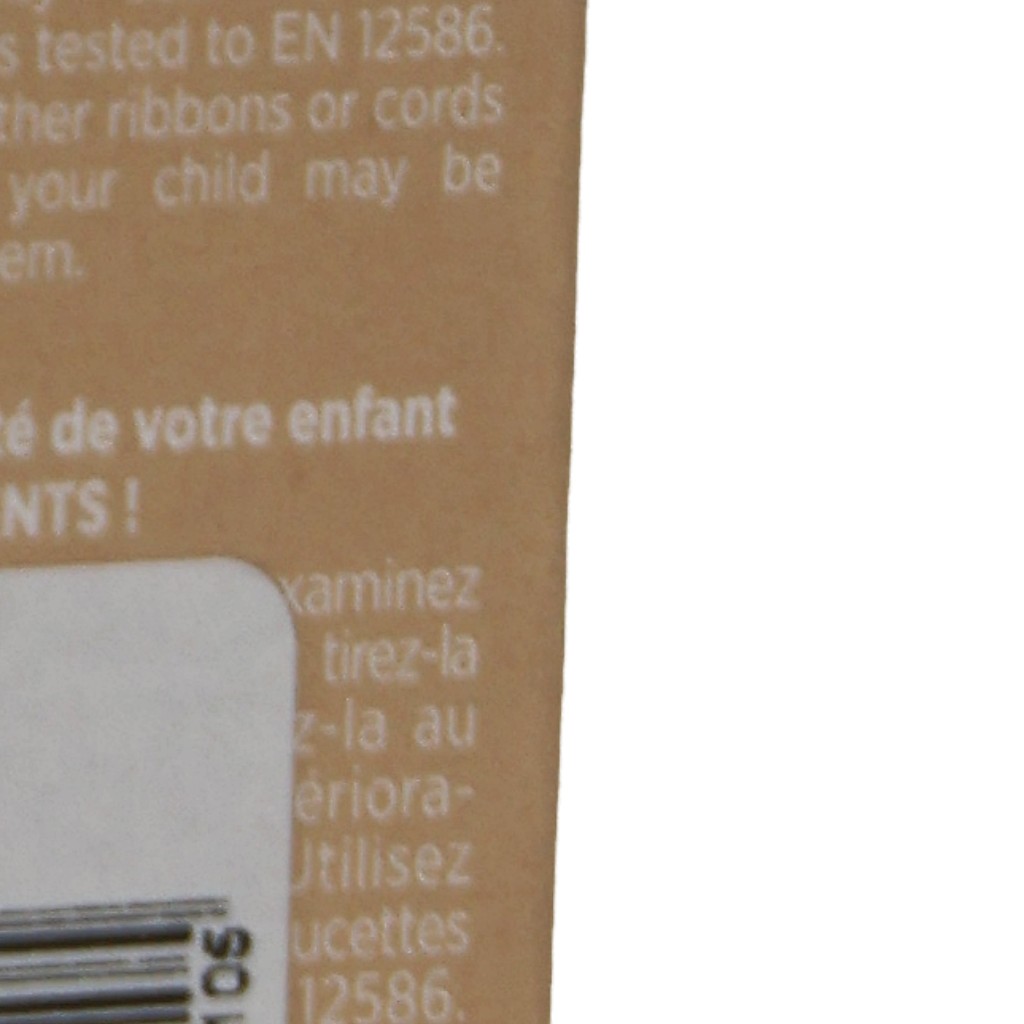 s tested to EN 12586.
ther ribbons or cords
your child may be
em.
té de votre enfant
NTS !
xaminez
tirez-la
z-la au
ériora-
Utilisez
ucettes
12586.